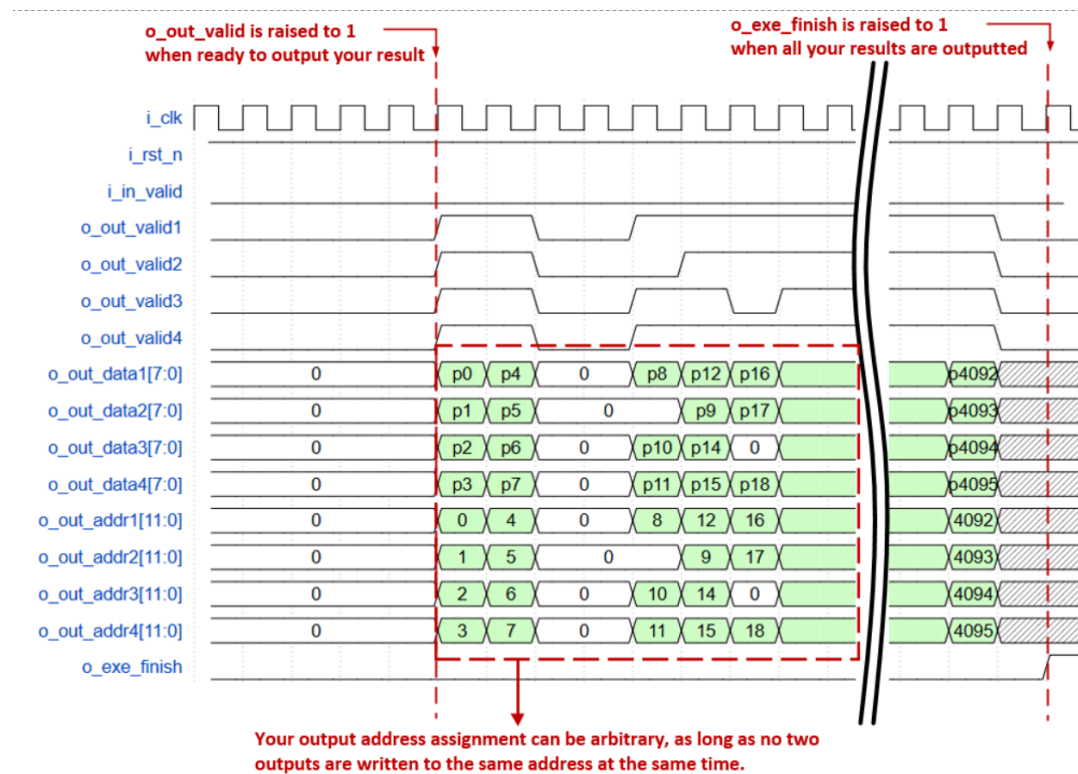 o_out_valid is raised to 1
when ready to output your result
o_exe_finish is raised to 1
when all your results are outputted
i_clk
i_rst_n
i_in_valid
o_out_valid1
o_out_valid2
o_out_valid3
o_out_valid4
o_out_data1[7:0] 0 p0 p4 0 p8 p12 p16 p4092
o_out_data2[7:0] 0 p1 p5 0 p9 p17 p4093
o_out_data3[7:0] 0 p2 p6 0 p10 p14 0 p4094
o_out_data4[7:0] 0 p3 p7 0 p11 p15 p18 p4095
o_out_addr1[11:0] 0 0 4 0 8 12 16 4092
o_out_addr2[11:0] 0 1 5 0 9 17 4093
o_out_addr3[11:0] 0 2 6 0 10 14 0 4094
o_out_addr4[11:0] 0 3 7 0 11 15 18 4095
o_exe_finish
Your output address assignment can be arbitrary, as long as no two
outputs are written to the same address at the same time.